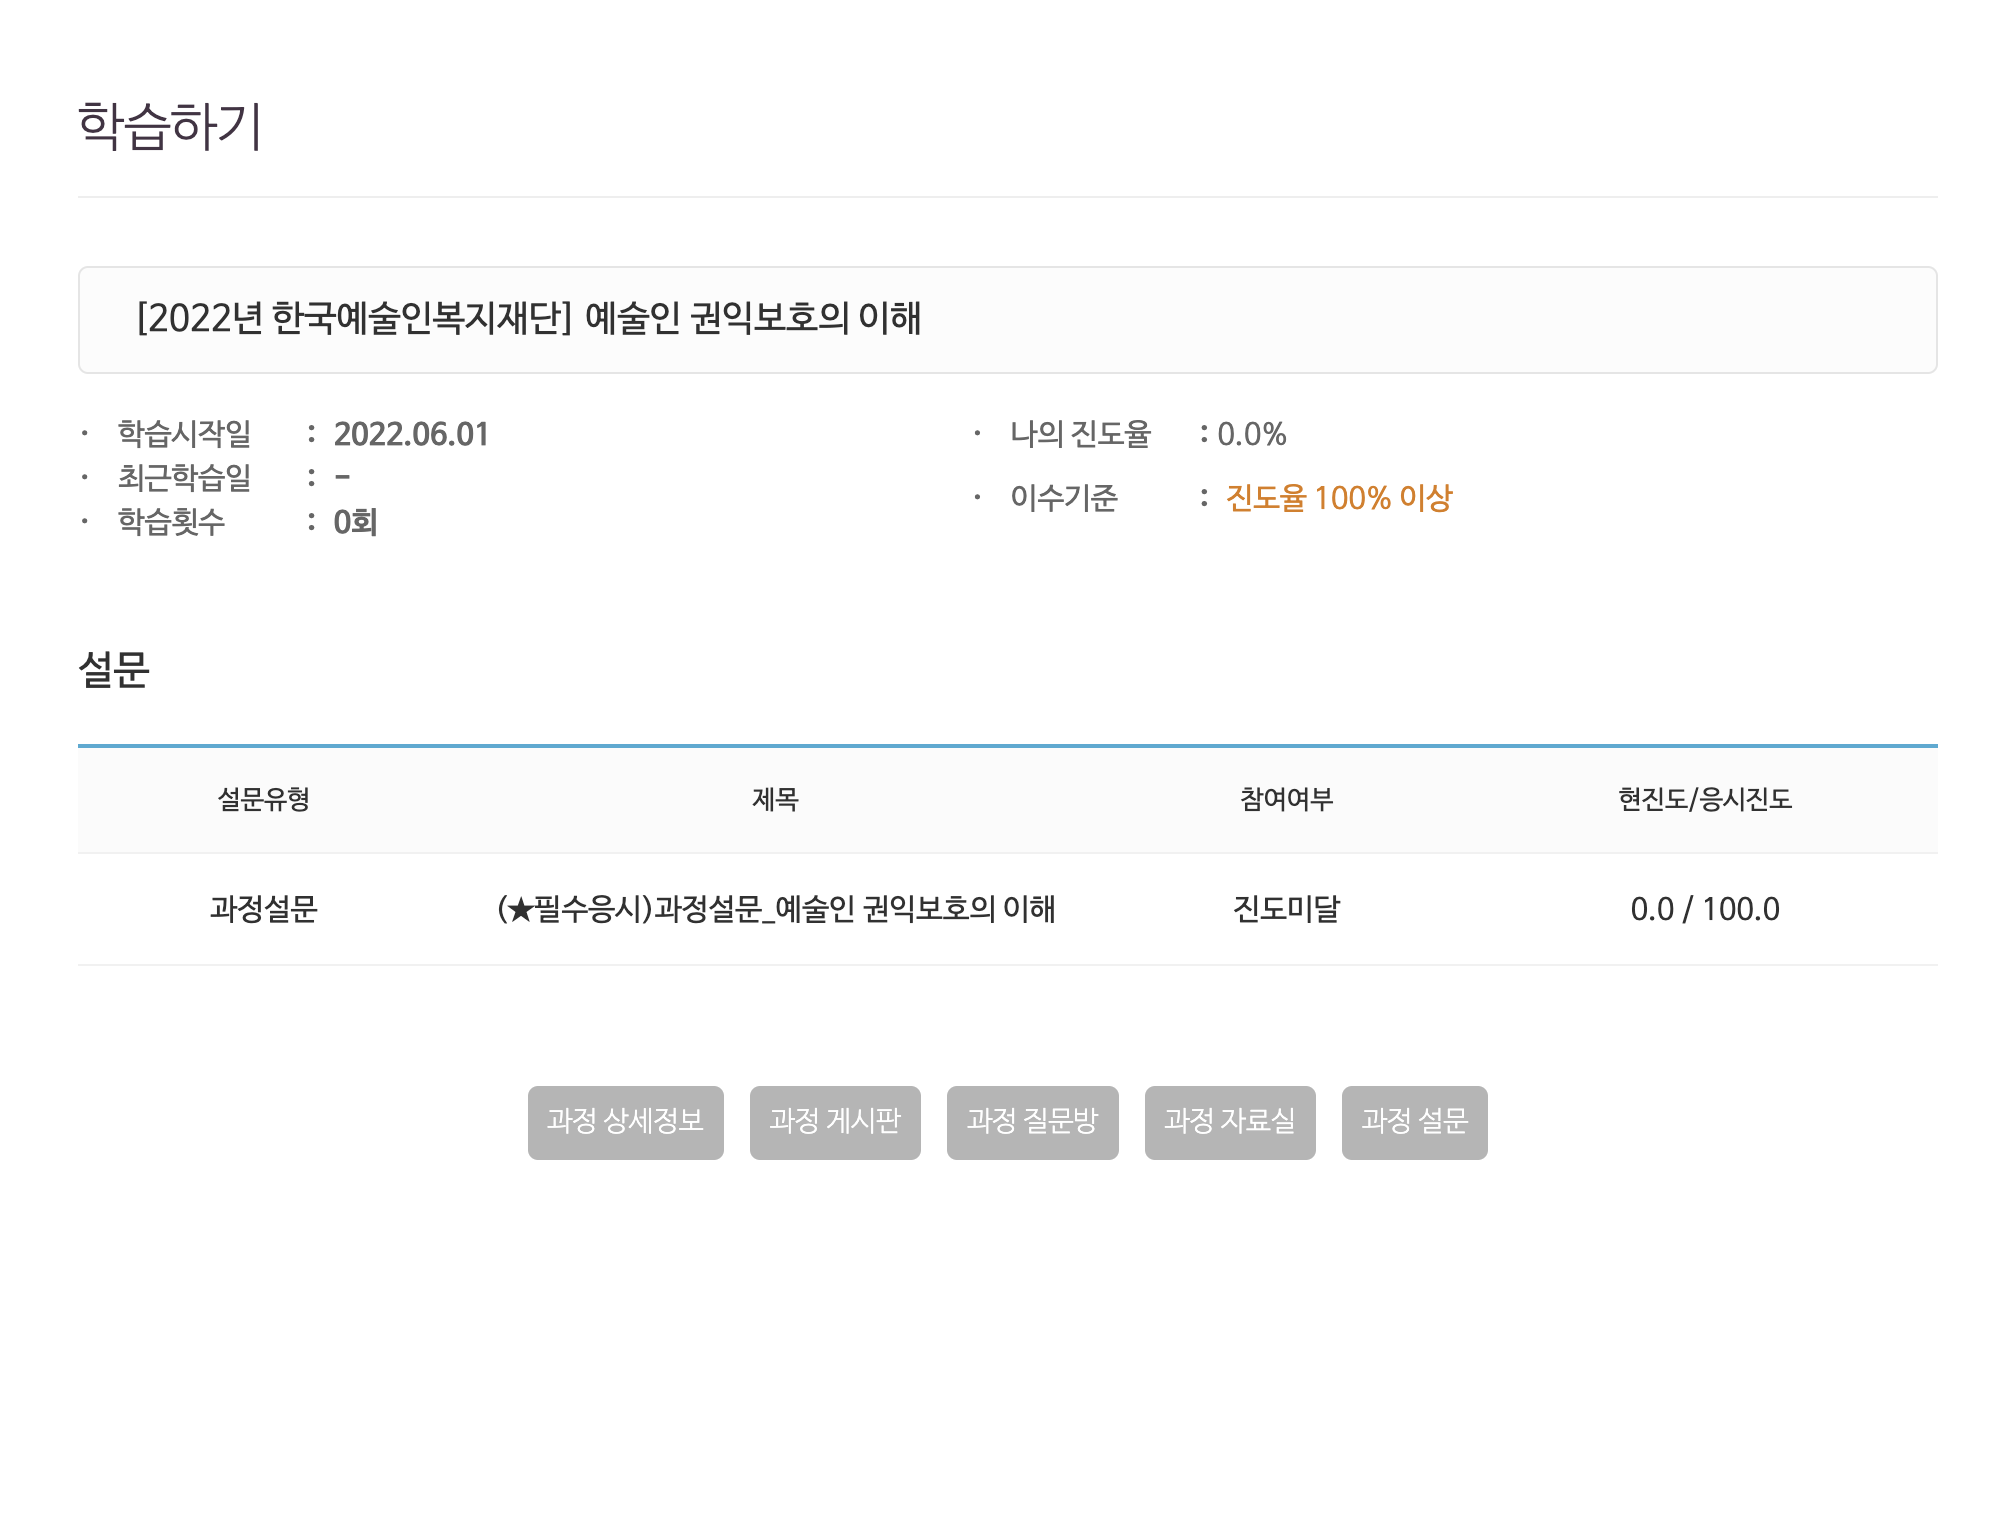 학습하기
[2022년 한국예술인복지재단] 예술인 권익보호의 이해
· 학습시작일 : 2022.06.01
· 최근학습일 : -
· 학습횟수 : 0회
· 나의 진도율 : 0.0%
· 이수기준 : 진도율 100% 이상
설문
설문유형 제목 참여여부 현진도/응시진도
과정설문 (★필수응시)과정설문_예술인 권익보호의 이해 진도미달 0.0 / 100.0
과정 상세정보 과정 게시판 과정 질문방 과정 자료실 과정 설문